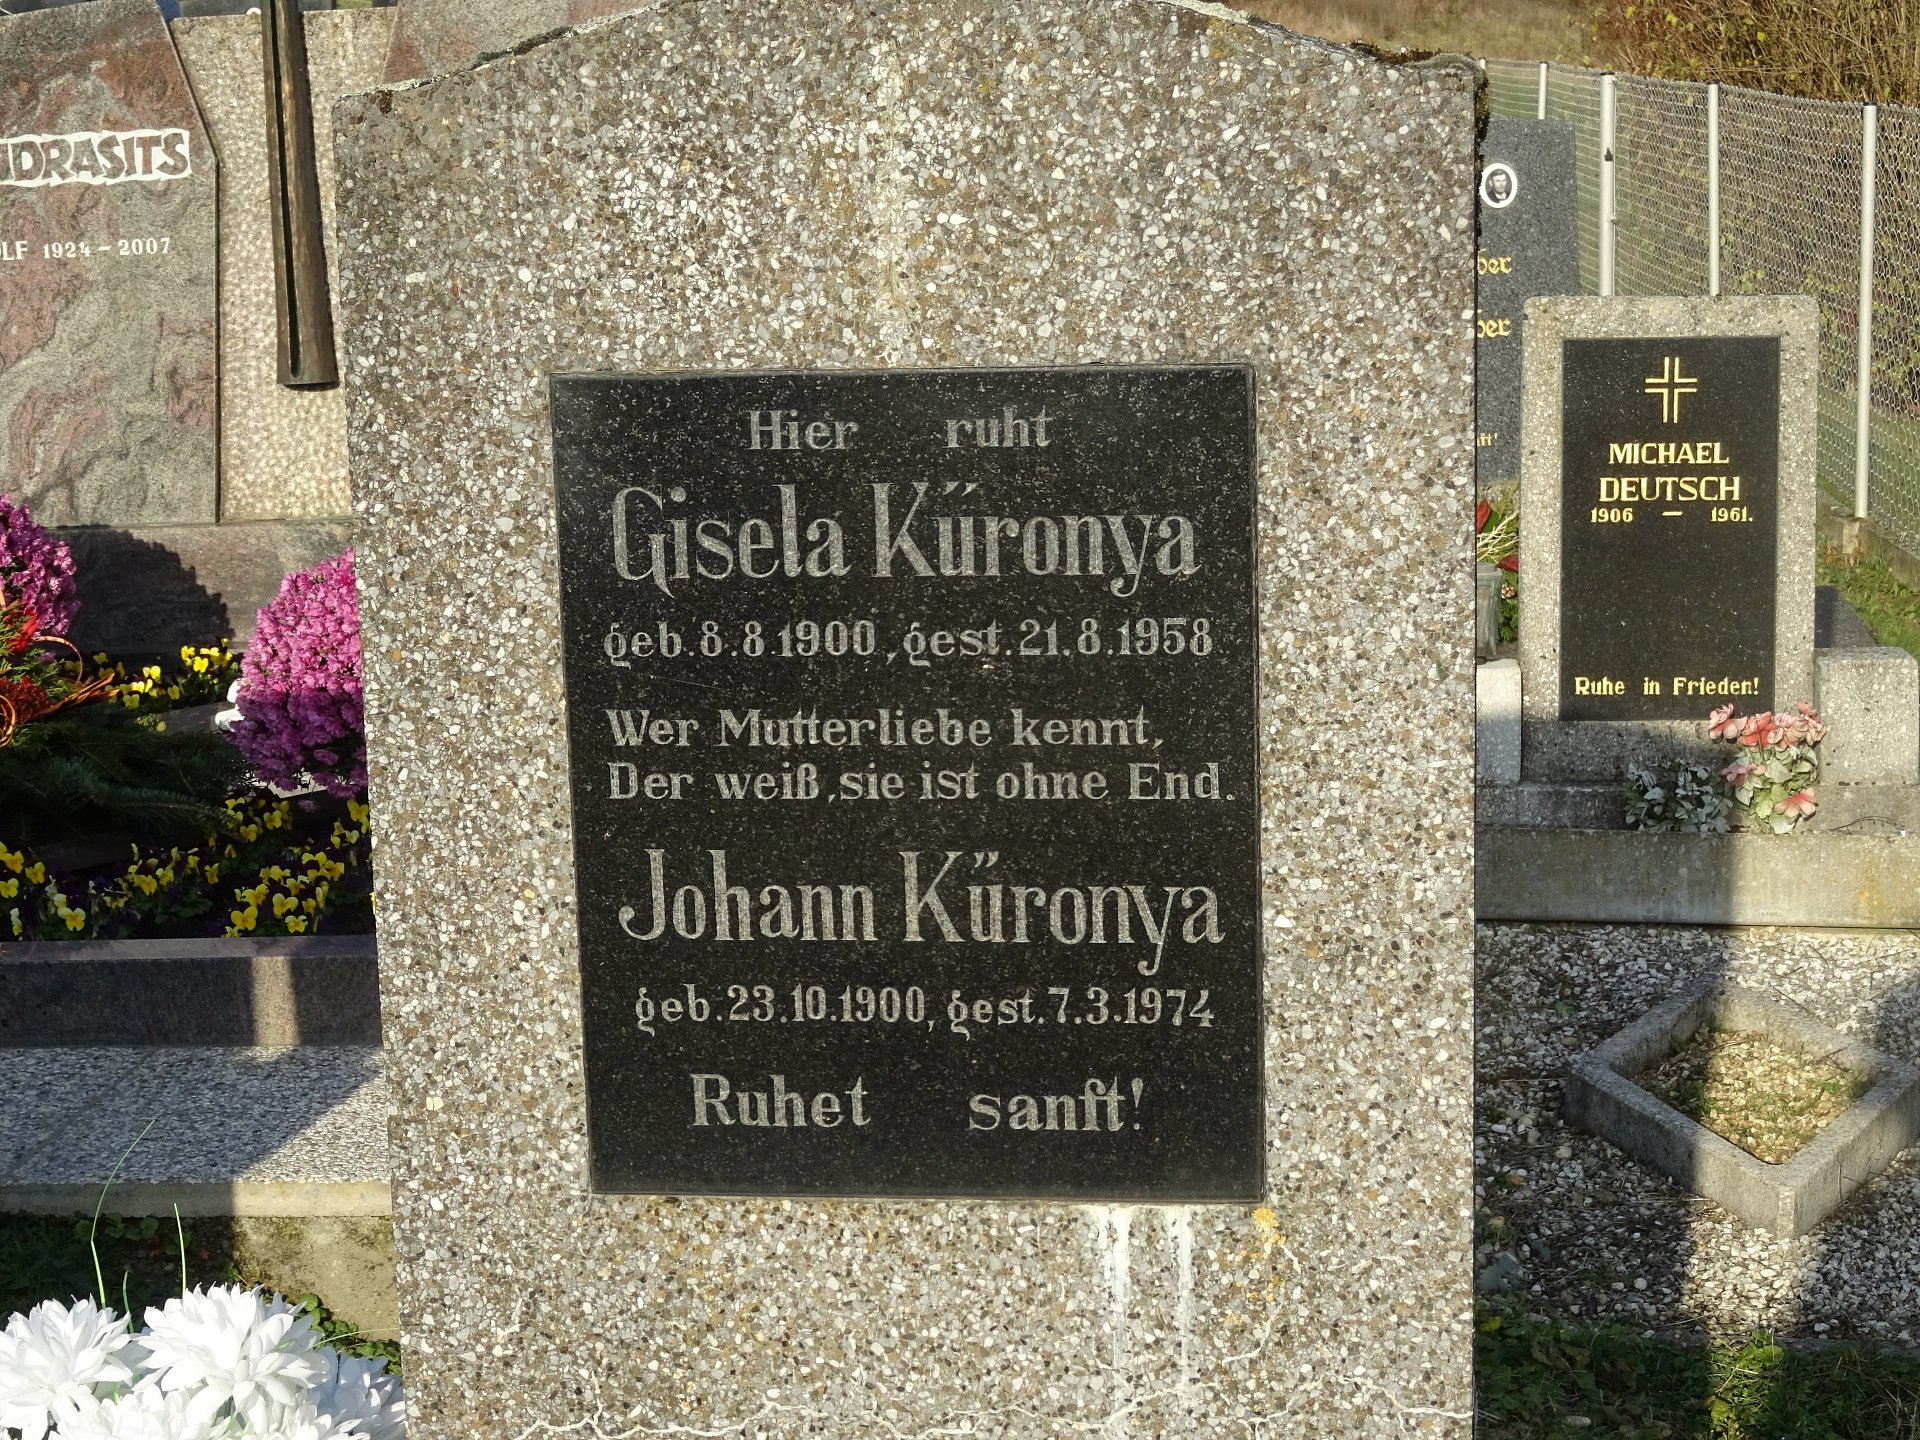 1924 – 2007
Hier ruht
Gisela Kűronya
geb. 8. 8. 1900, gest. 21. 8. 1958
Wer Mutterliebe kennt,
Der weiß, sie ist ohne End.
Johann Kűronya
geb. 23. 10. 1900, gest. 7. 3. 1974
Ruhet sanft!
MICHAEL
DEUTSCH
1906 – 1961.
Ruhe in Frieden!